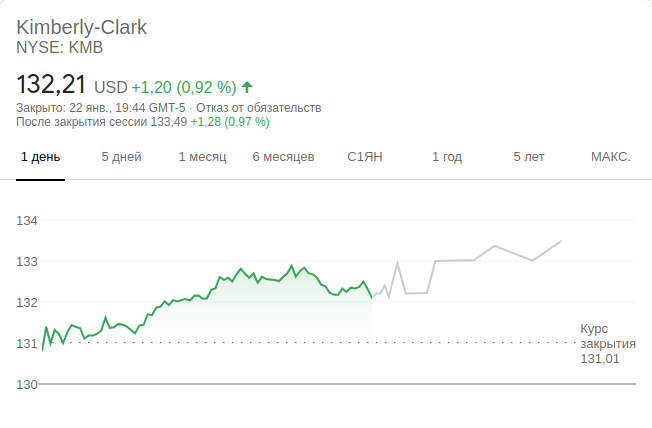 Kimberly-Clark
NYSE: KMB
132,21 USD +1,20 (0,92 %)
Закрыто: 22 янв., 19:44 GMT-5 · Отказ от обязательств
После закрытия сессии 133,49 +1,28 (0,97 %)
1 день 5 дней 1 месяц 6 месяцев С1ЯН 1 год 5 лет МАКС.
134
133
132
131
130
Курс
закрытия
131,01